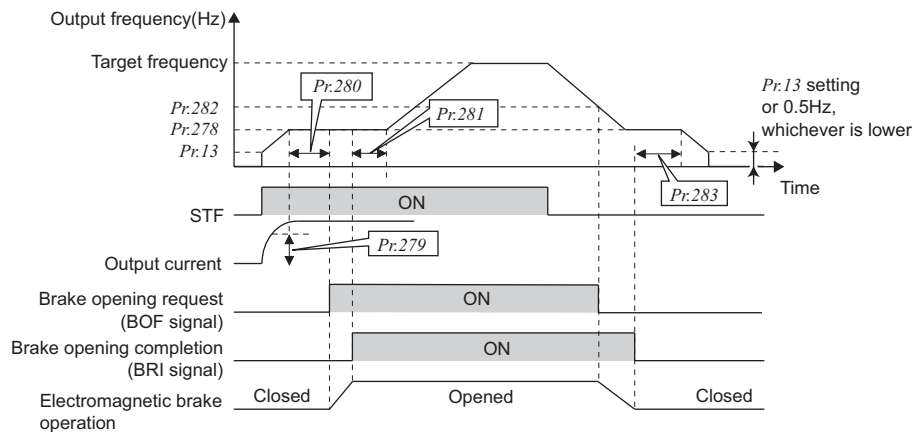 Output frequency(Hz)
Target frequency
Pr.280
Pr.282
Pr.281
Pr.278
Pr.13
Pr.13 setting
or 0.5Hz,
whichever is lower
Time
Pr.283
STF
ON
Pr.279
Output current
Brake opening request
(BOF signal)
ON
Brake opening completion
(BRI signal)
ON
Electromagnetic brake
operation
Closed
Opened
Closed